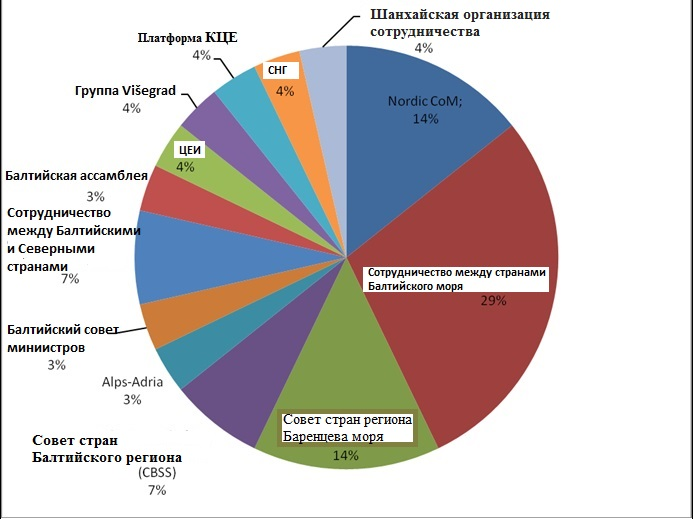 Шанхайская организация
сотрудничества
4%
Платформа КЦЕ
4%
СНГ
4%
Группа Višegrad
4%
ЦЕИ
4%
Nordic CoM;
14%
Балтийская ассамблея
3%
Сотрудничество
между Балтийскими
и Северными
странами
7%
Сотрудничество между странами
Балтийского моря
29%
Балтийский совет
миниистров
3%
Alps-Adria
3%
Совет стран региона
Баренцева моря
14%
Совет стран
Балтийского региона
(CBSS)
7%